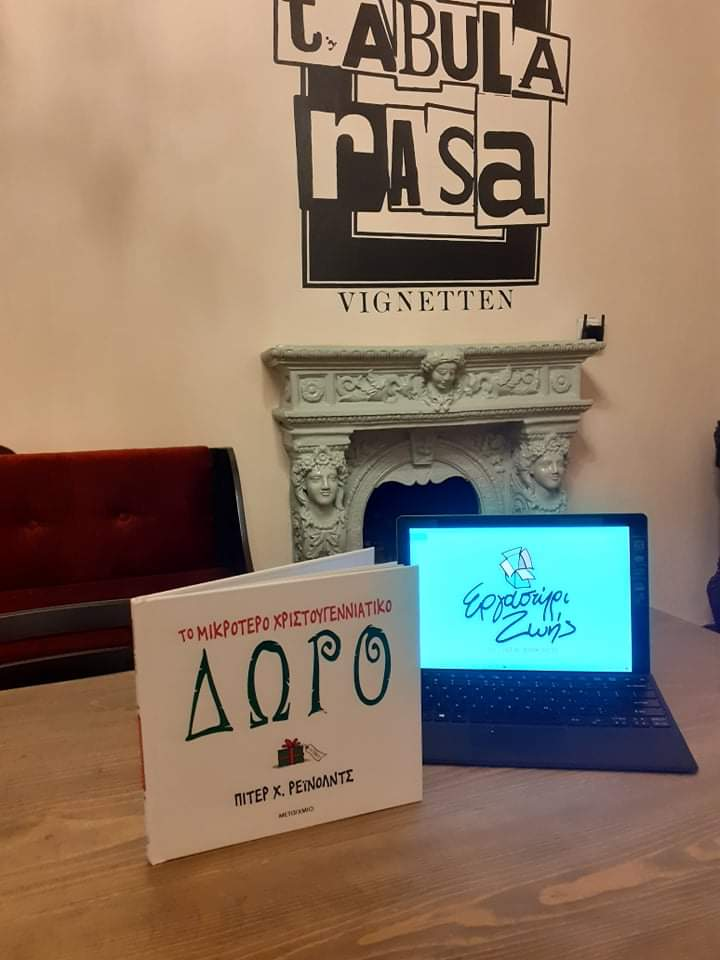 tABULA
rASa
VIGNETTEN
ΤΟ ΜΙΚΡΟΤΕΡΟ ΧΡΙΣΤΟΥΓΕΝΝΙΑΤΙΚΟ
ΔΩΡΟ
ΠΙΤΕΡ Χ. ΡΕΪΝΟΛΝΤΣ
ΜΕΤΑΙΧΜΙΟ
Εργαστήρι
Ζωής